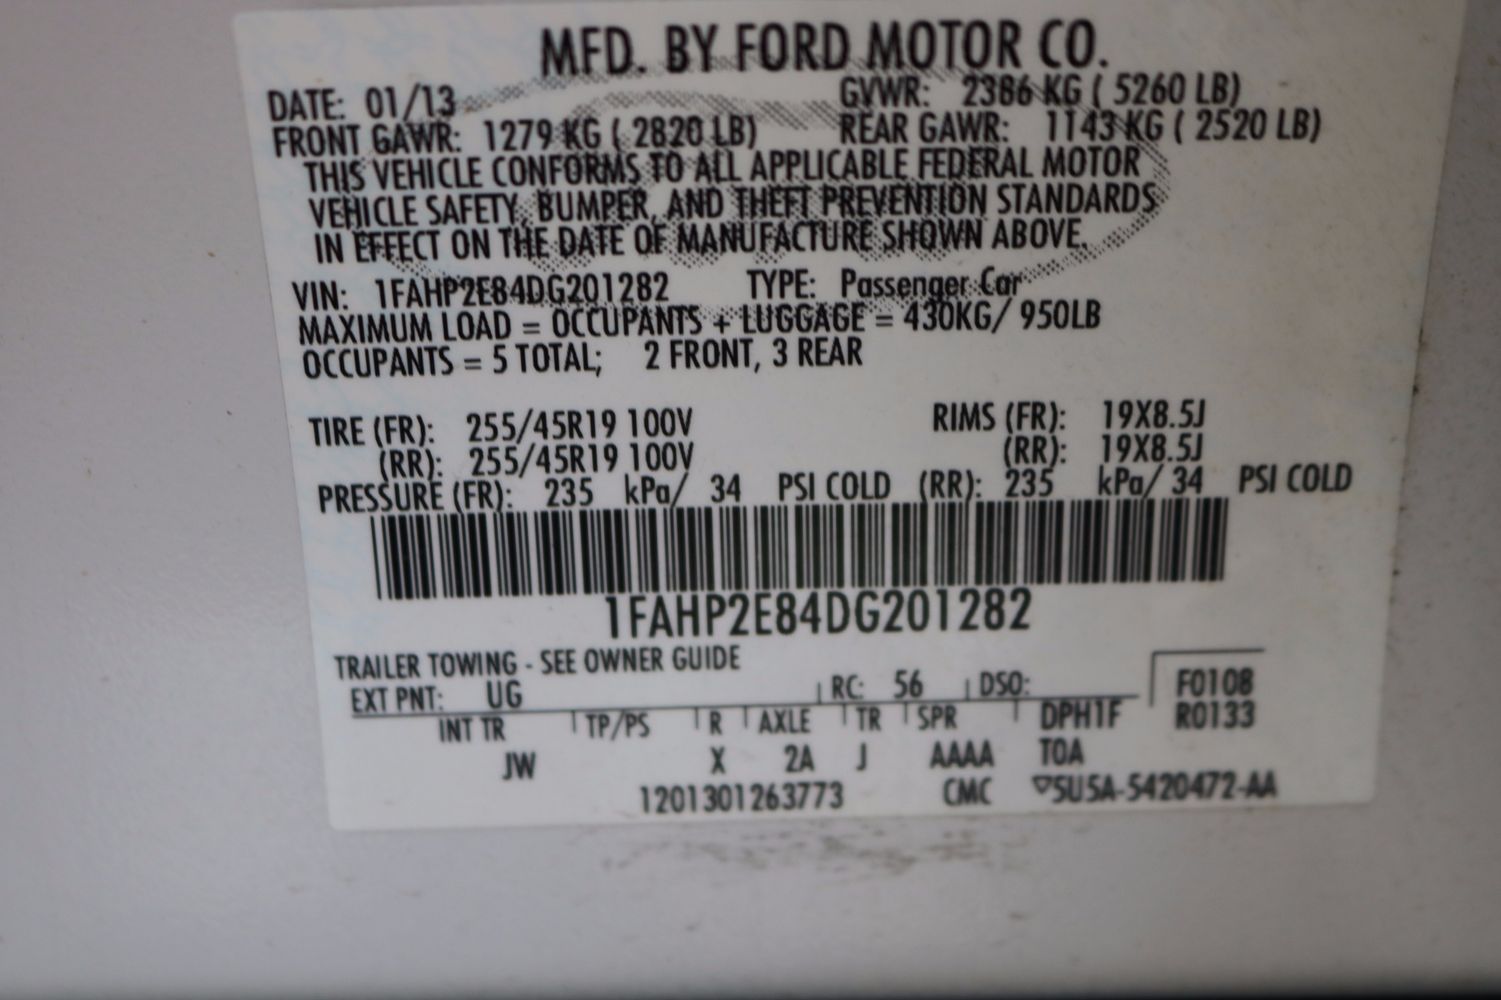 MFD. BY FORD MOTOR CO.
DATE: 01/13 GVWR: 2386 KG ( 5260 LB)
FRONT GAWR: 1279 KG ( 2820 LB) REAR GAWR: 1143 KG ( 2520 LB)
THIS VEHICLE CONFORMS TO ALL APPLICABLE FEDERAL MOTOR
VEHICLE SAFETY, BUMPER, AND THEFT PREVENTION STANDARDS
IN EFFECT ON THE DATE OF MANUFACTURE SHOWN ABOVE.
VIN: 1FAHP2E84DG201282 TYPE: Passenger Car
MAXIMUM LOAD = OCCUPANTS + LUGGAGE = 430KG/ 950LB
OCCUPANTS = 5 TOTAL; 2 FRONT, 3 REAR
TIRE (FR): 255/45R19 100V RIMS (FR): 19X8.5J
(RR): 255/45R19 100V (RR): 19X8.5J
PRESSURE (FR): 235 kPa/ 34 PSI COLD (RR): 235 kPa/ 34 PSI COLD
1FAHP2E84DG201282
TRAILER TOWING - SEE OWNER GUIDE
EXT PNT: UG RC: 56 DSO: F0108
INT TR TP/PS R AXLE TR SPR DPH1F R0133
JW X 2A J AAAA TOA
1201301263773 CMC ▽5U5A-5420472-AA